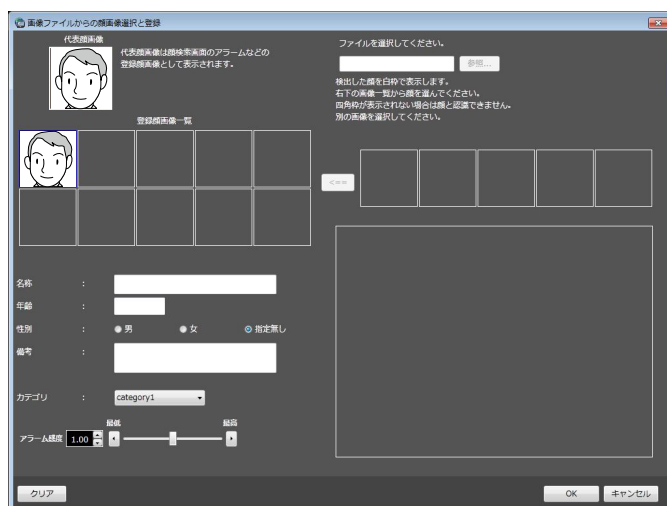 画像ファイルからの顔画像選択と登録
代表顔画像
代表顔画像は顔検索画面のアラームなどの
登録顔画像として表示されます。
ファイルを選択してください。
参照...
検出した顔を白枠で表示します。
右下の画像一覧から顔を選んでください。
四角枠が表示されない場合は顔と認識できません。
別の画像を選択してください。
登録顔画像一覧
<==
名称 :
年齢 :
性別 : 男 女 指定無し
備考 :
カテゴリ : category1
最低 最高
アラーム感度 1.00
クリア OK キャンセル